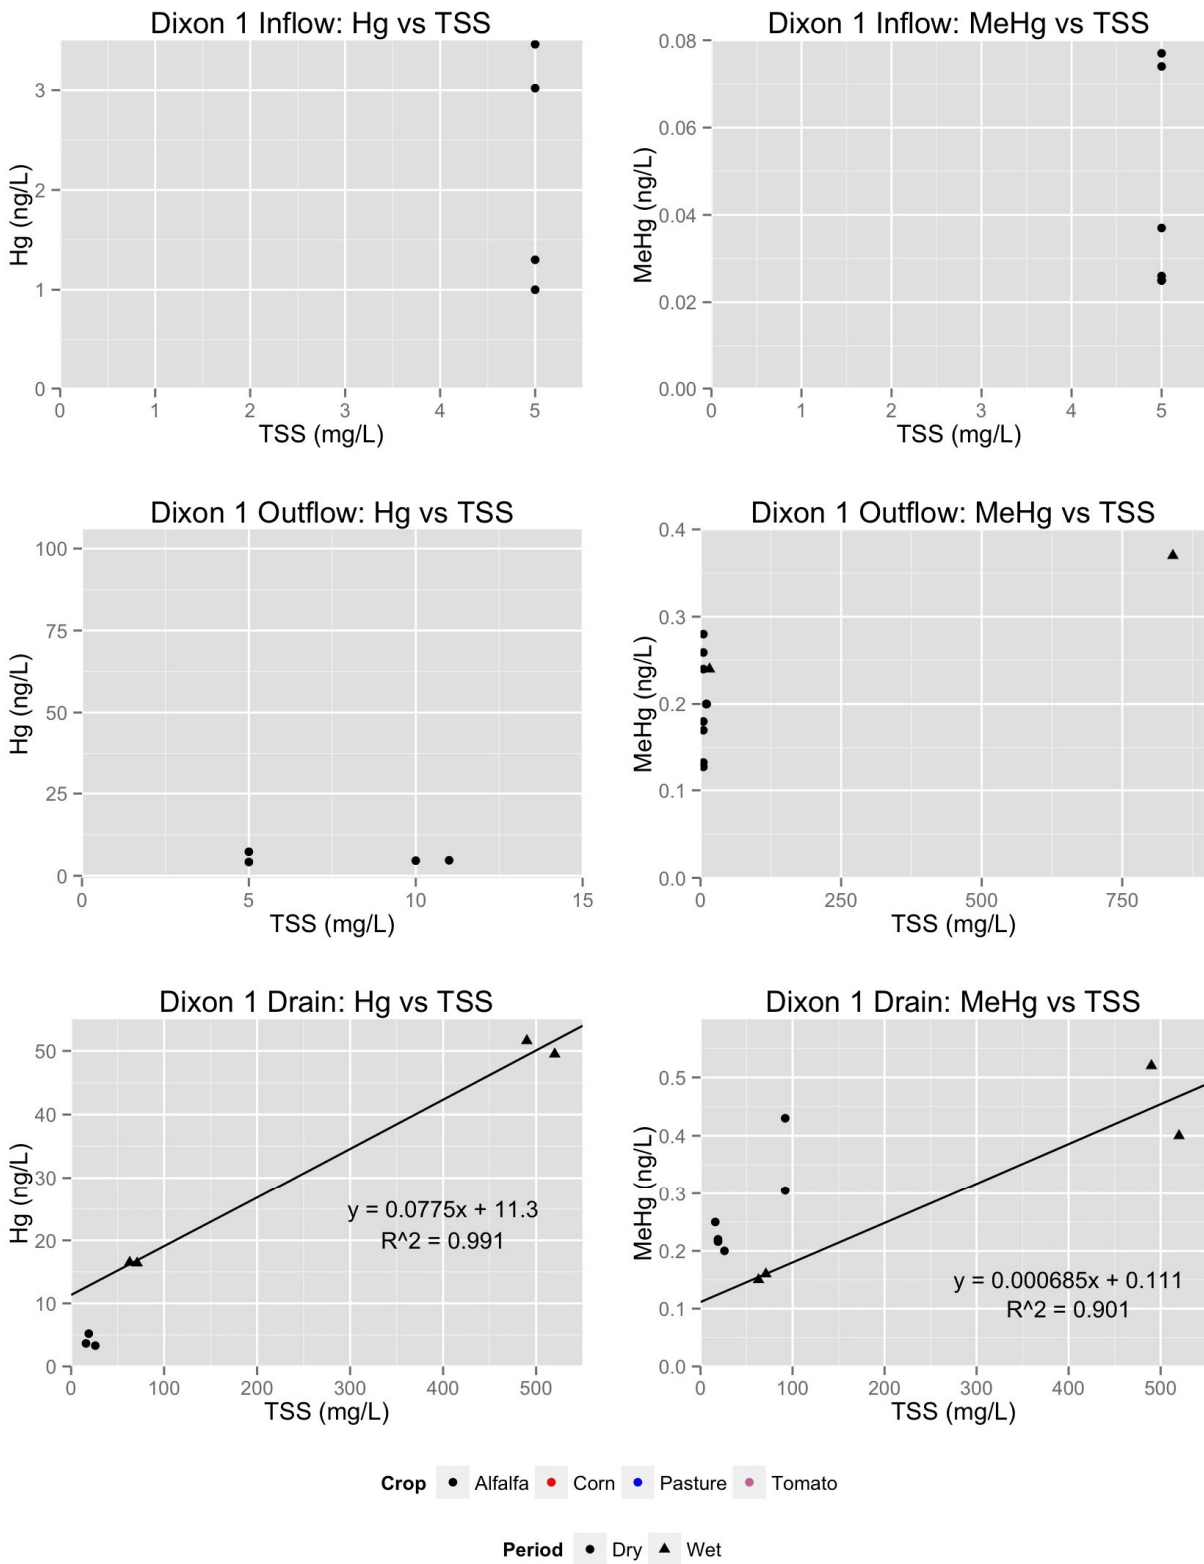 Dixon 1 Inflow: Hg vs TSS
Hg (ng/L)
3
2
1
0
0 1 2 3 4 5
TSS (mg/L)
Dixon 1 Inflow: MeHg vs TSS
MeHg (ng/L)
0.08
0.06
0.04
0.02
0.00
0 1 2 3 4 5
TSS (mg/L)
Dixon 1 Outflow: Hg vs TSS
Hg (ng/L)
100
75
50
25
0
0 5 10 15
TSS (mg/L)
Dixon 1 Outflow: MeHg vs TSS
MeHg (ng/L)
0.4
0.3
0.2
0.1
0.0
0 250 500 750
TSS (mg/L)
Dixon 1 Drain: Hg vs TSS
Hg (ng/L)
50
40
30
20
10
0
y = 0.0775x + 11.3
R^2 = 0.991
0 100 200 300 400 500
TSS (mg/L)
Dixon 1 Drain: MeHg vs TSS
MeHg (ng/L)
0.5
0.4
0.3
0.2
0.1
0.0
y = 0.000685x + 0.111
R^2 = 0.901
0 100 200 300 400 500
TSS (mg/L)
Crop Alfalfa Corn Pasture Tomato
Period Dry Wet